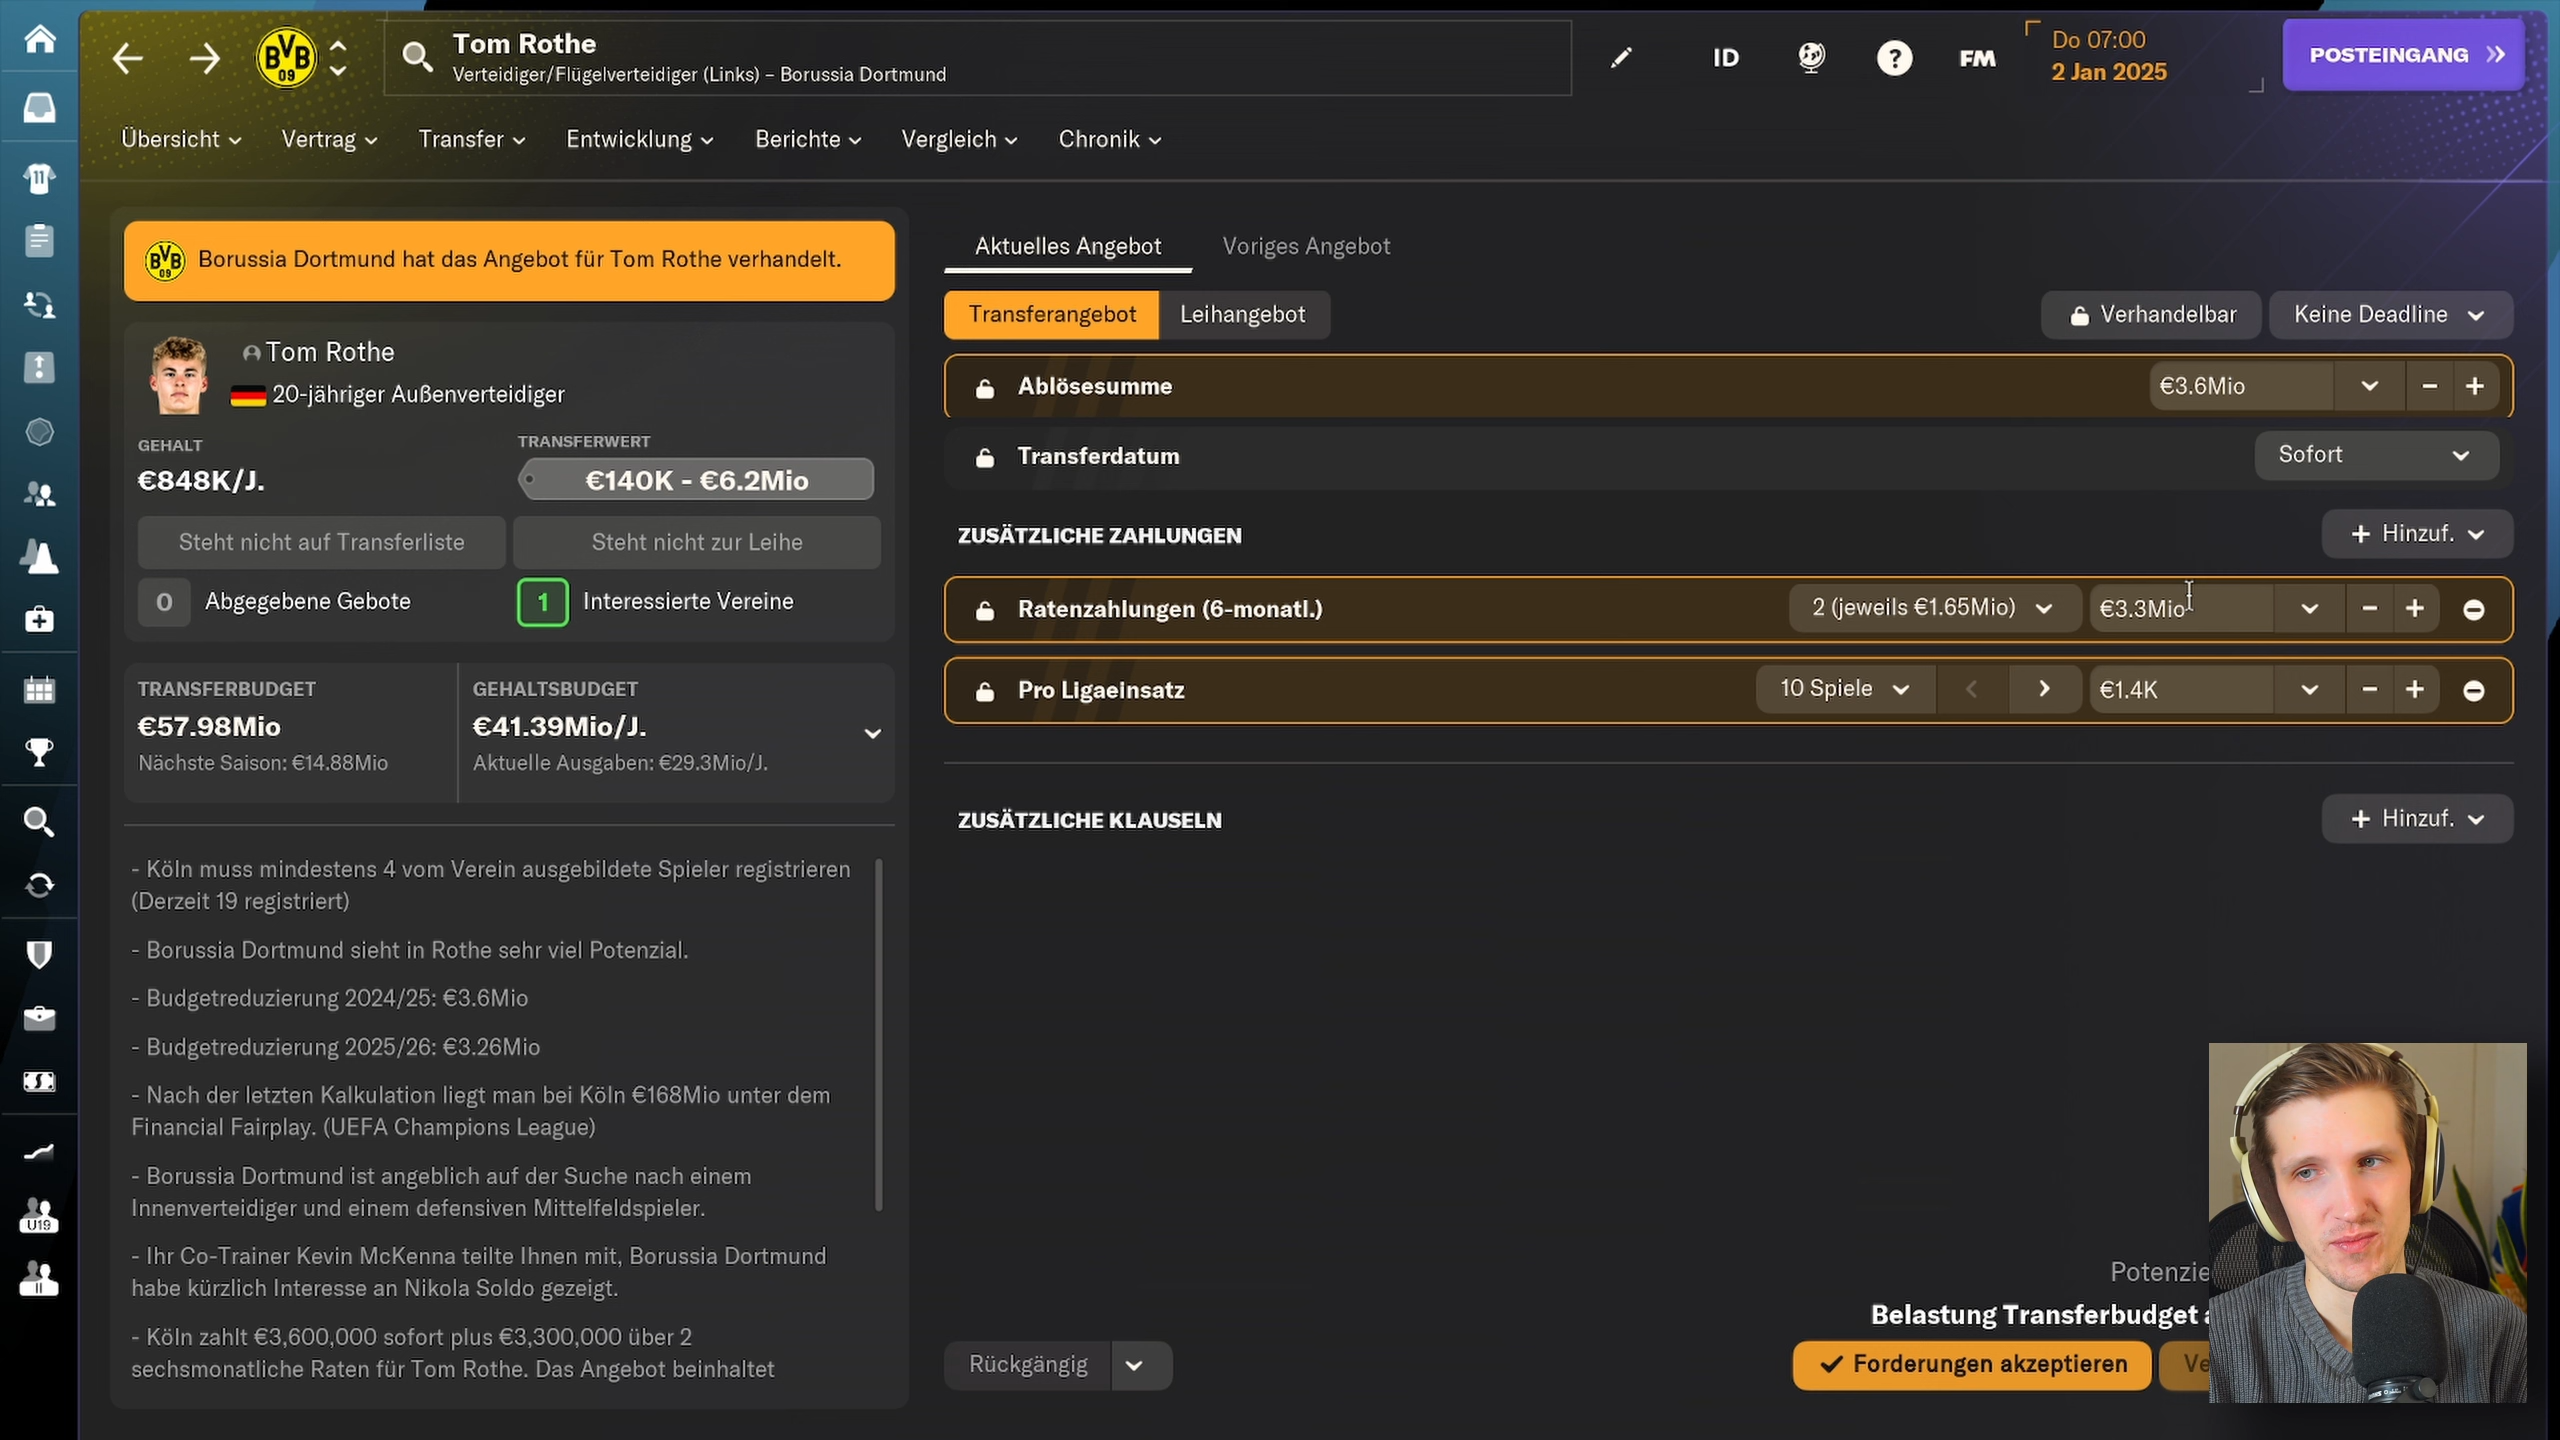 Tom Rothe
Verteidiger/Flügelverteidiger (Links) – Borussia Dortmund
ID
FM
Do 07:00
2 Jan 2025
POSTEINGANG
Übersicht
Vertrag
Transfer
Entwicklung
Berichte
Vergleich
Chronik
Borussia Dortmund hat das Angebot für Tom Rothe verhandelt.
Tom Rothe
20-jähriger Außenverteidiger
GEHALT
€848K/J.
TRANSFERWERT
€140K - €6.2Mio
Steht nicht auf Transferliste
Steht nicht zur Leihe
0 Abgegebene Gebote
1 Interessierte Vereine
TRANSFERBUDGET
€57.98Mio
Nächste Saison: €14.88Mio
GEHALTSBUDGET
€41.39Mio/J.
Aktuelle Ausgaben: €29.3Mio/J.
- Köln muss mindestens 4 vom Verein ausgebildete Spieler registrieren
(Derzeit 19 registriert)
- Borussia Dortmund sieht in Rothe sehr viel Potenzial.
- Budgetreduzierung 2024/25: €3.6Mio
- Budgetreduzierung 2025/26: €3.26Mio
- Nach der letzten Kalkulation liegt man bei Köln €168Mio unter dem
Financial Fairplay. (UEFA Champions League)
- Borussia Dortmund ist angeblich auf der Suche nach einem
Innenverteidiger und einem defensiven Mittelfeldspieler.
- Ihr Co-Trainer Kevin McKenna teilte Ihnen mit, Borussia Dortmund
habe kürzlich Interesse an Nikola Soldo gezeigt.
- Köln zahlt €3,600,000 sofort plus €3,300,000 über 2
sechsmonatliche Raten für Tom Rothe. Das Angebot beinhaltet
Aktuelles Angebot
Voriges Angebot
Transferangebot
Leihangebot
Verhandelbar
Keine Deadline
Ablösesumme
€3.6Mio
Transferdatum
Sofort
ZUSÄTZLICHE ZAHLUNGEN
+ Hinzuf.
Ratenzahlungen (6-monatl.)
2 (jeweils €1.65Mio)
€3.3Mio
Pro Ligaeinsatz
10 Spiele
€1.4K
ZUSÄTZLICHE KLAUSELN
+ Hinzuf.
Potenzie
Belastung Transferbudget
Rückgängig
Forderungen akzeptieren
Ve
BVB
09
11
U19
II